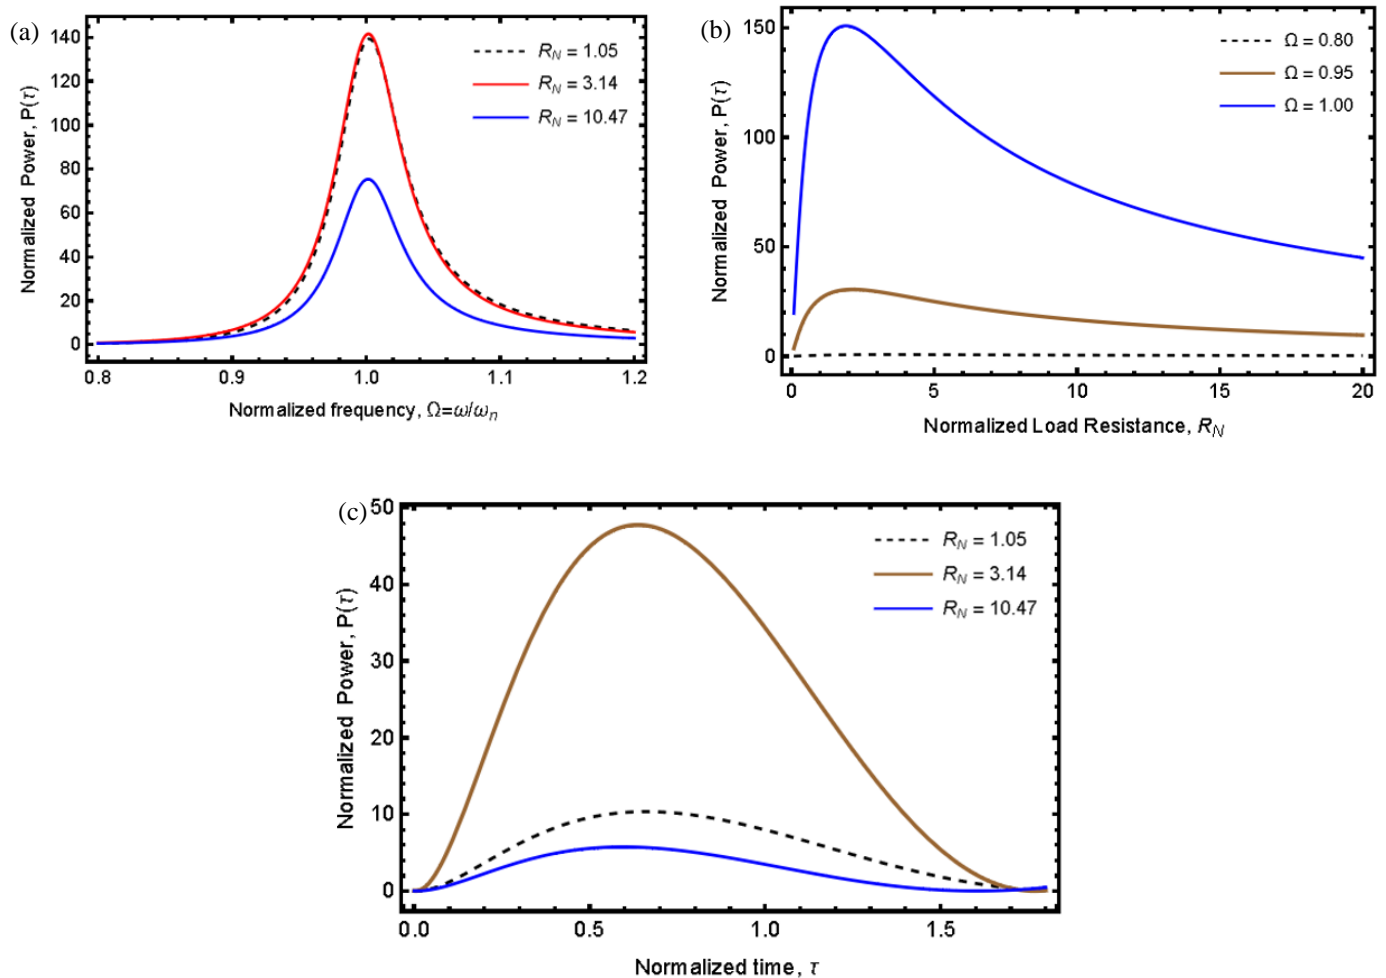 (a)
140
120
100
80
60
40
20
0
Normalized Power, P(τ)
R_N = 1.05
R_N = 3.14
R_N = 10.47
0.8 0.9 1.0 1.1 1.2
Normalized frequency, Ω=ω/ω_n
(b)
150
100
50
0
Normalized Power, P(τ)
Ω = 0.80
Ω = 0.95
Ω = 1.00
0 5 10 15 20
Normalized Load Resistance, R_N
(c)
50
40
30
20
10
0
Normalized Power, P(τ)
R_N = 1.05
R_N = 3.14
R_N = 10.47
0.0 0.5 1.0 1.5
Normalized time, τ